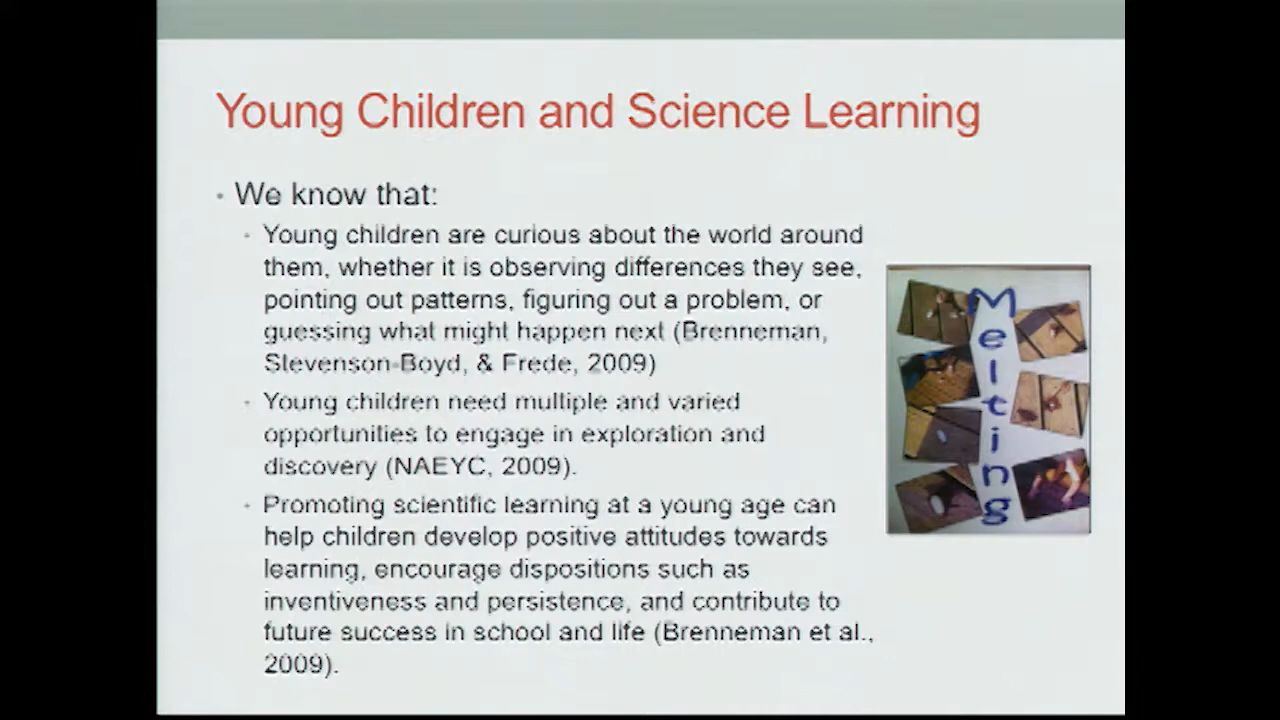 Young Children and Science Learning
• We know that:
• Young children are curious about the world around
them, whether it is observing differences they see,
pointing out patterns, figuring out a problem, or
guessing what might happen next (Brenneman,
Stevenson-Boyd, & Frede, 2009)
• Young children need multiple and varied
opportunities to engage in exploration and
discovery (NAEYC, 2009).
• Promoting scientific learning at a young age can
help children develop positive attitudes towards
learning, encourage dispositions such as
inventiveness and persistence, and contribute to
future success in school and life (Brenneman et al.,
2009).
Melting